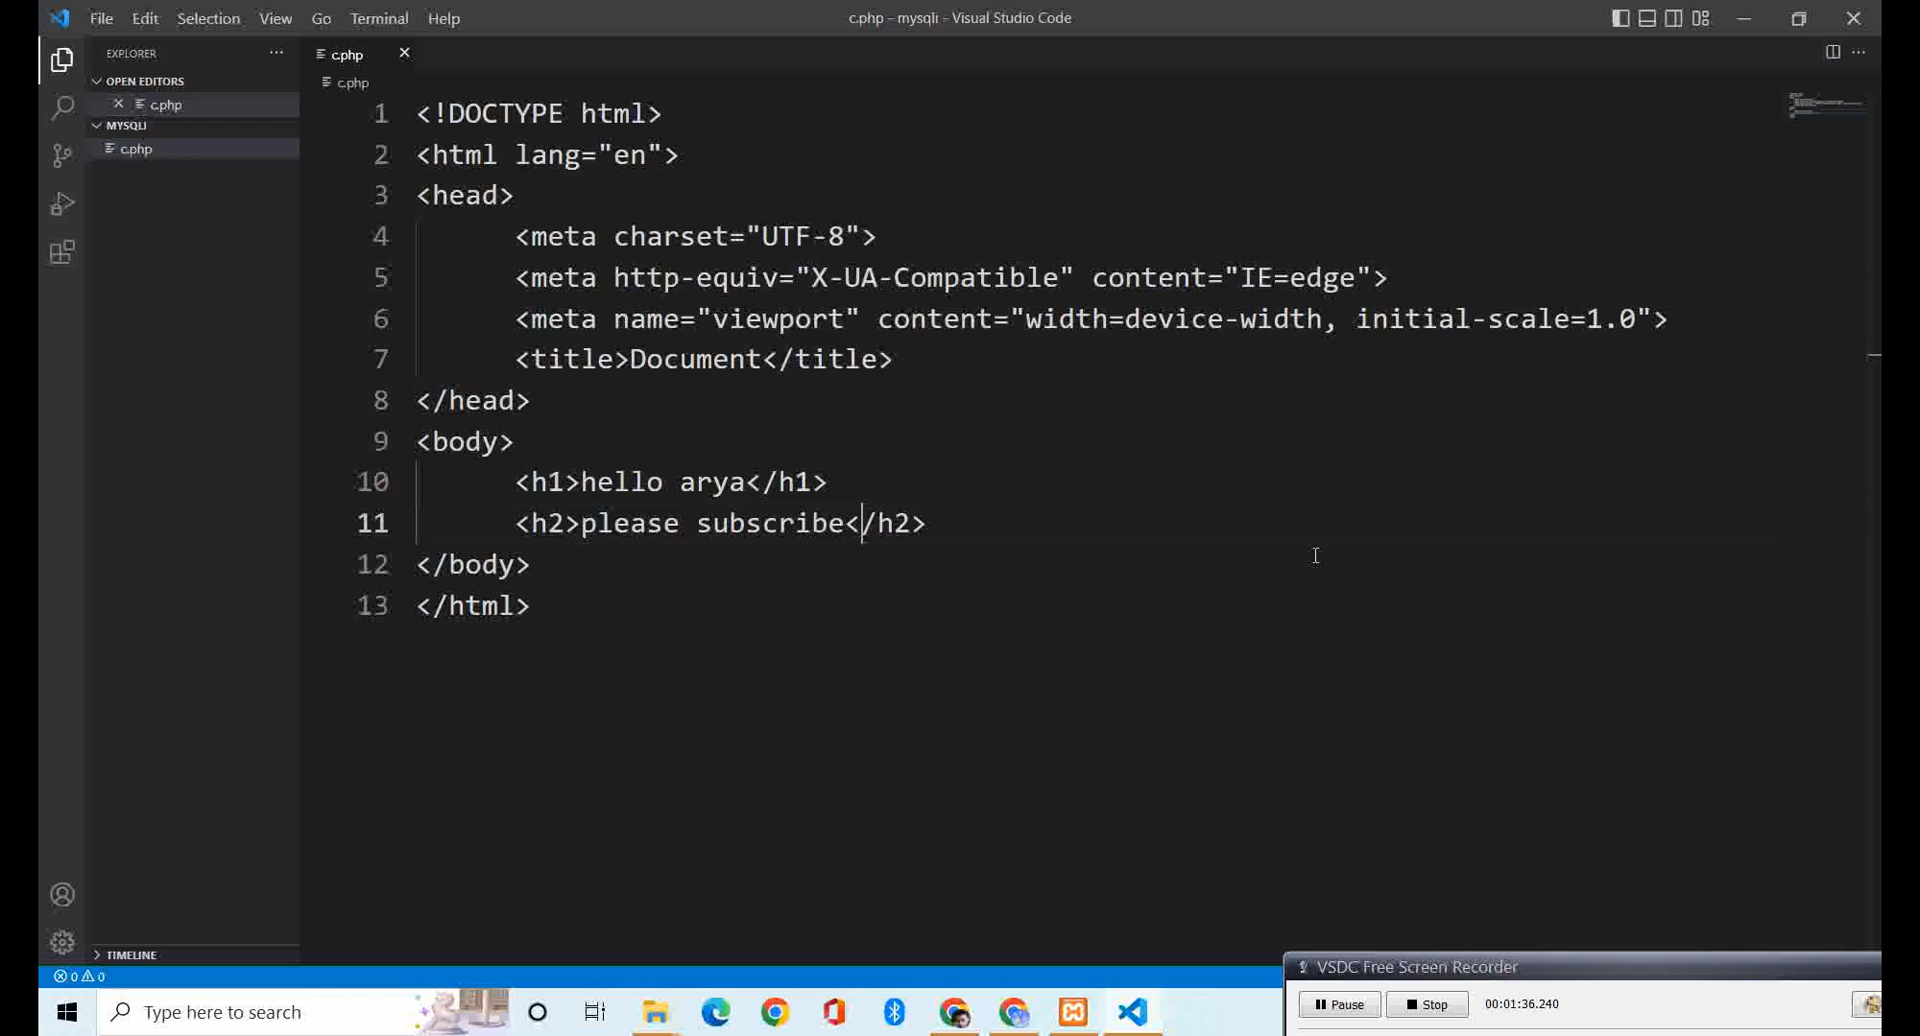 File Edit Selection View Go Terminal Help
c.php - mysqli - Visual Studio Code
EXPLORER
OPEN EDITORS
c.php
MYSQLI
c.php
c.php
c.php
1 <!DOCTYPE html>
2 <html lang="en">
3 <head>
4 <meta charset="UTF-8">
5 <meta http-equiv="X-UA-Compatible" content="IE=edge">
6 <meta name="viewport" content="width=device-width, initial-scale=1.0">
7 <title>Document</title>
8 </head>
9 <body>
10 <h1>hello arya</h1>
11 <h2>please subscribe</h2>
12 </body>
13 </html>
TIMELINE
0 0
VSDC Free Screen Recorder
Pause Stop 00:01:36.240
Type here to search